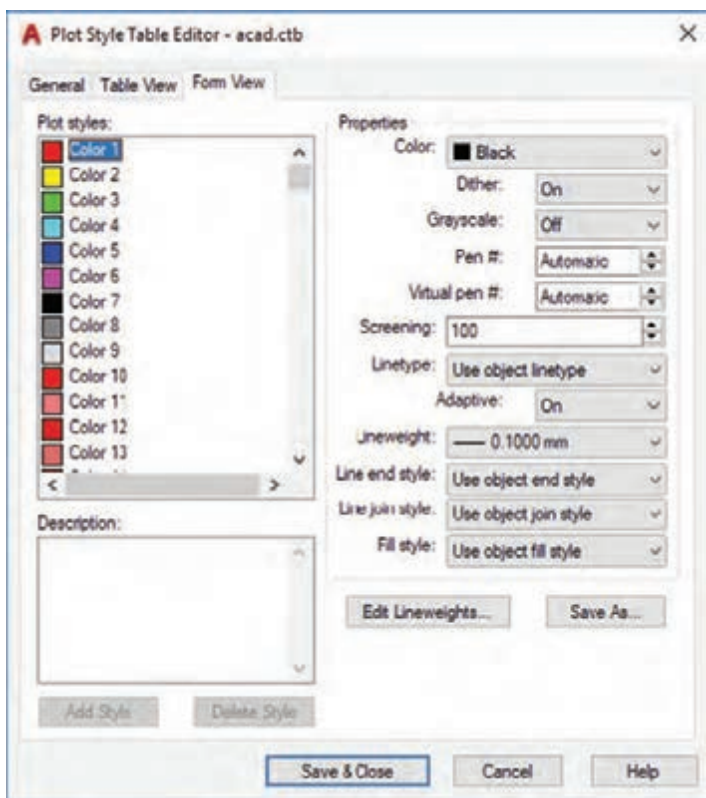 Plot Style Table Editor - acad.ctb
General Table View Form View
Plot styles:
Color 1
Color 2
Color 3
Color 4
Color 5
Color 6
Color 7
Color 8
Color 9
Color 10
Color 11
Color 12
Color 13
Description:
Add Style Delete Style
Properties
Color: Black
Dither: On
Grayscale: Off
Pen #: Automatic
Virtual pen #: Automatic
Screening: 100
Linetype: Use object linetype
Adaptive: On
Lineweight: 0.1000 mm
Line end style: Use object end style
Line join style: Use object join style
Fill style: Use object fill style
Edit Lineweights... Save As...
Save & Close Cancel Help